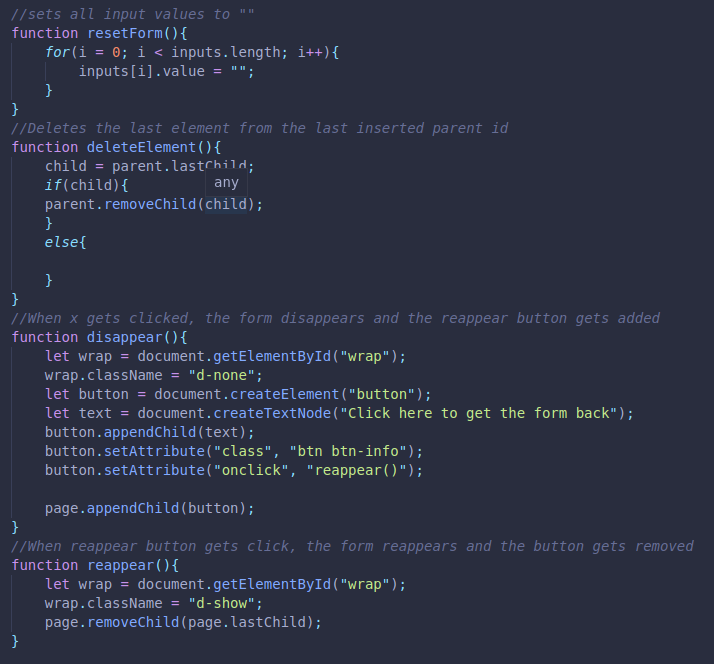 //sets all input values to ""
function resetForm(){
    for(i = 0; i < inputs.length; i++){
        inputs[i].value = "";
    }
}
//Deletes the last element from the last inserted parent id
function deleteElement(){
    child = parent.lastChild;
    if(child){
any
    parent.removeChild(child);
    }
    else{
    }
}
//When x gets clicked, the form disappears and the reappear button gets added
function disappear(){
    let wrap = document.getElementById("wrap");
    wrap.className = "d-none";
    let button = document.createElement("button");
    let text = document.createTextNode("Click here to get the form back");
    button.appendChild(text);
    button.setAttribute("class", "btn btn-info");
    button.setAttribute("onclick", "reappear()");
    page.appendChild(button);
}
//When reappear button gets click, the form reappears and the button gets removed
function reappear(){
    let wrap = document.getElementById("wrap");
    wrap.className = "d-show";
    page.removeChild(page.lastChild);
}